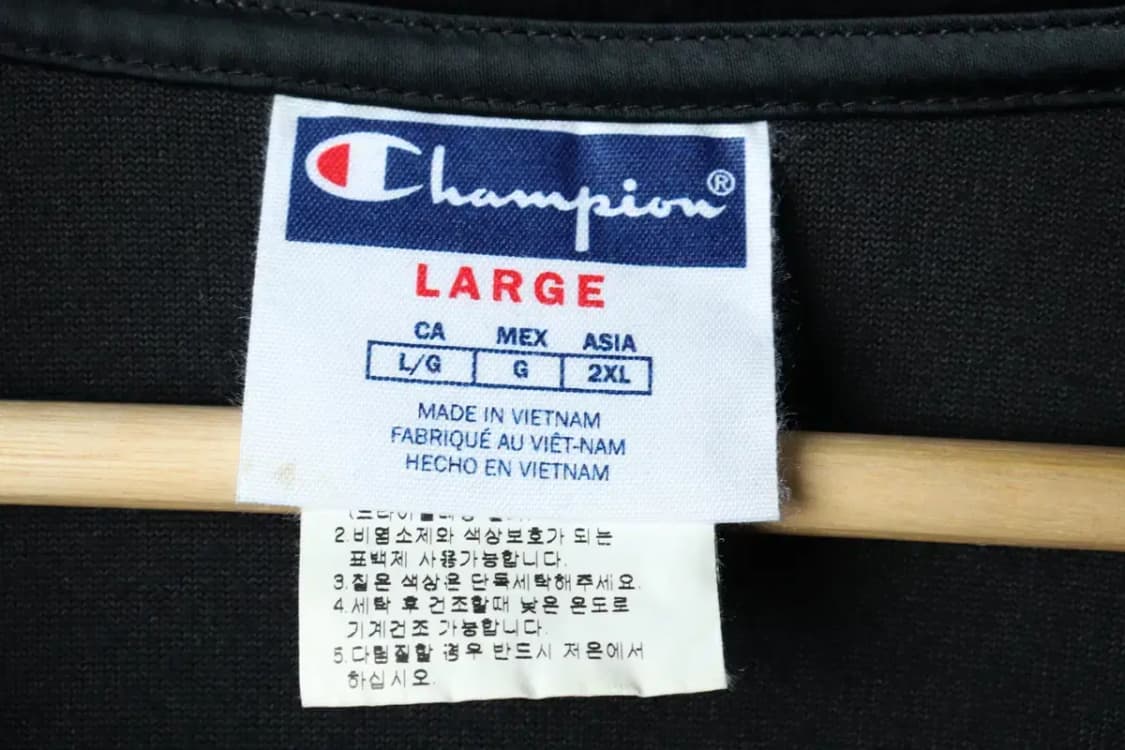 Champion®
LARGE
CA MEX ASIA
L/G G 2XL
MADE IN VIETNAM
FABRIQUÉ AU VIÊT-NAM
HECHO EN VIETNAM
2.비염소제와 색상보호가 되는
표백제 사용가능합니다.
3.짙은 색상은 단독세탁해주세요.
4.세탁 후 건조할때 낮은 온도로
기계건조 가능합니다.
5.다림질할 경우 반드시 저온에서
하십시오.